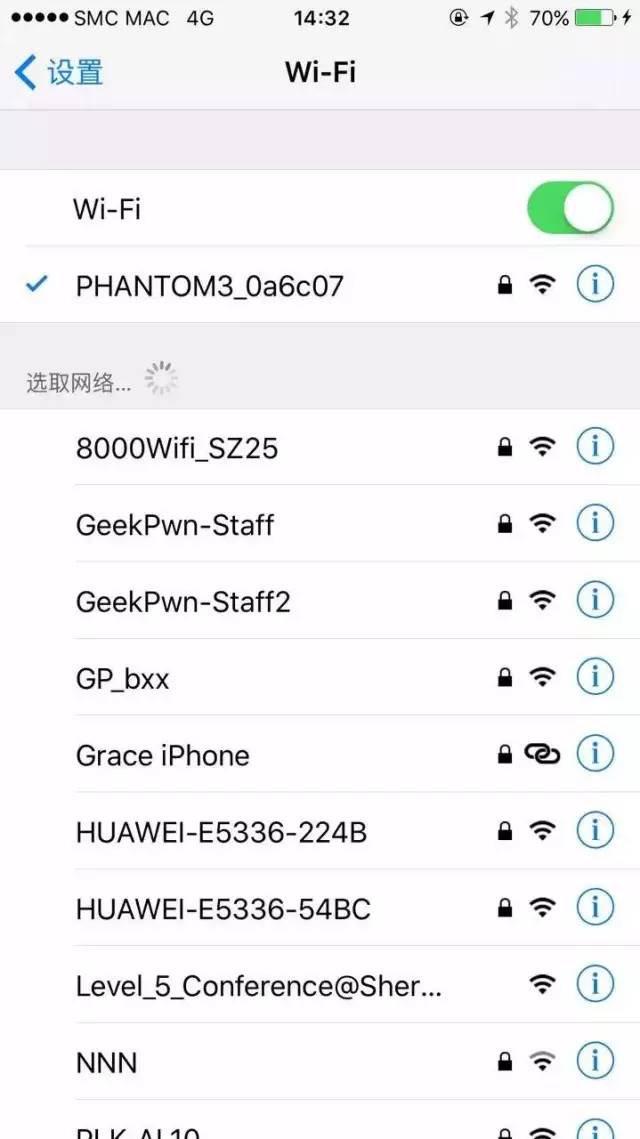 SMC MAC 4G 14:32 70%
设置 Wi-Fi
Wi-Fi
PHANTOM3_0a6c07
选取网络...
8000Wifi_SZ25
GeekPwn-Staff
GeekPwn-Staff2
GP_bxx
Grace iPhone
HUAWEI-E5336-224B
HUAWEI-E5336-54BC
Level_5_Conference@Sher...
NNN